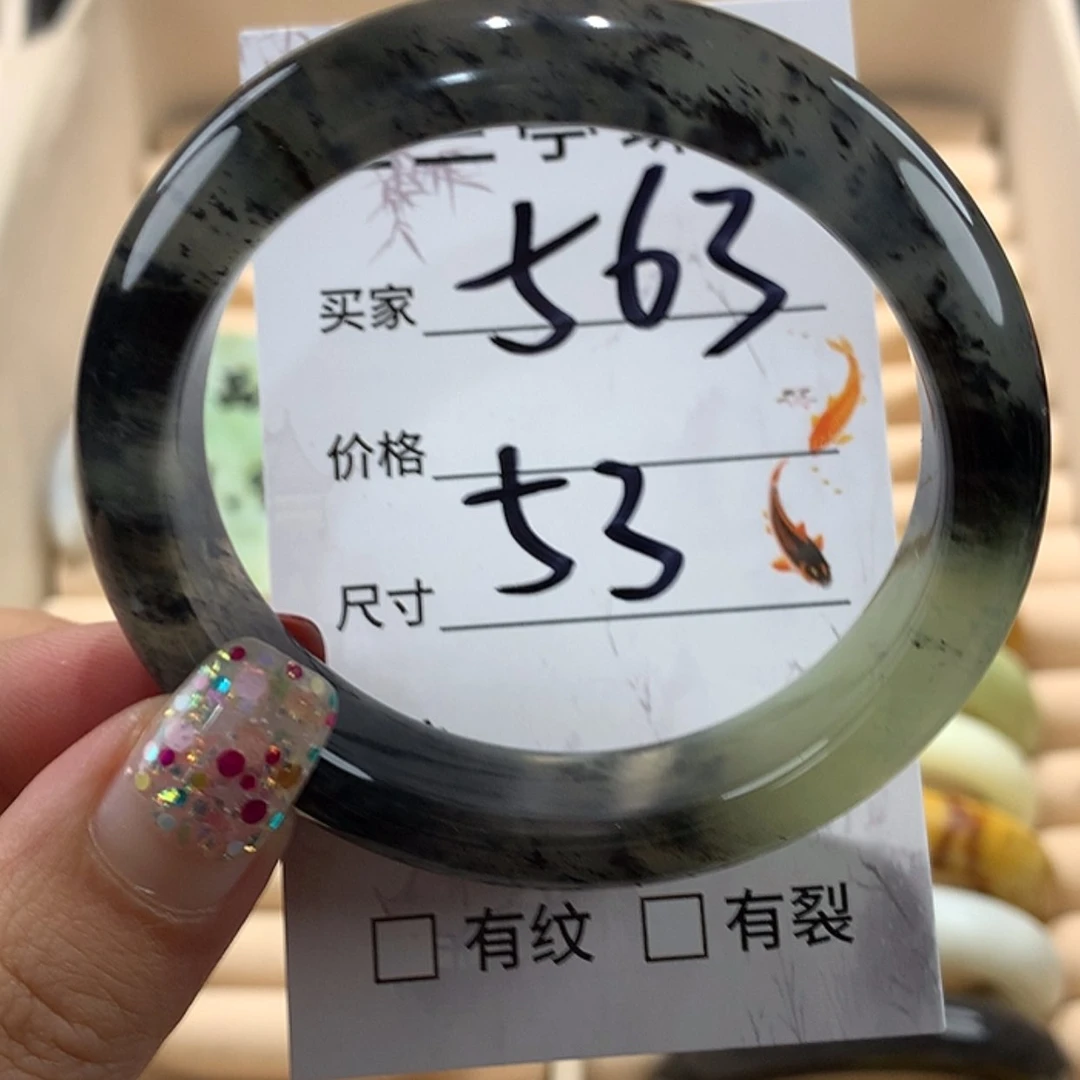 买家 563
价格
53
尺寸
□ 有纹 □ 有裂